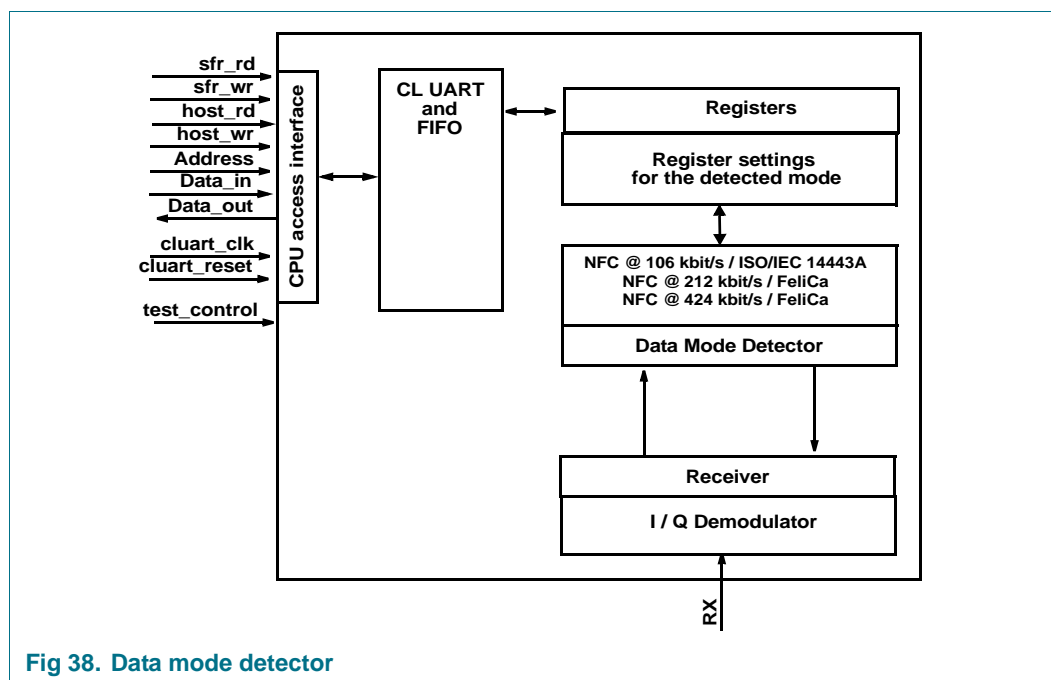 sfr_rd
sfr_wr
host_rd
host_wr
Address
Data_in
Data_out
cluart_clk
cluart_reset
test_control
CPU access interface
CL UART
and
FIFO
Registers
Register settings
for the detected mode
NFC @ 106 kbit/s / ISO/IEC 14443A
NFC @ 212 kbit/s / FeliCa
NFC @ 424 kbit/s / FeliCa
Data Mode Detector
Receiver
I / Q Demodulator
RX
Fig 38. Data mode detector